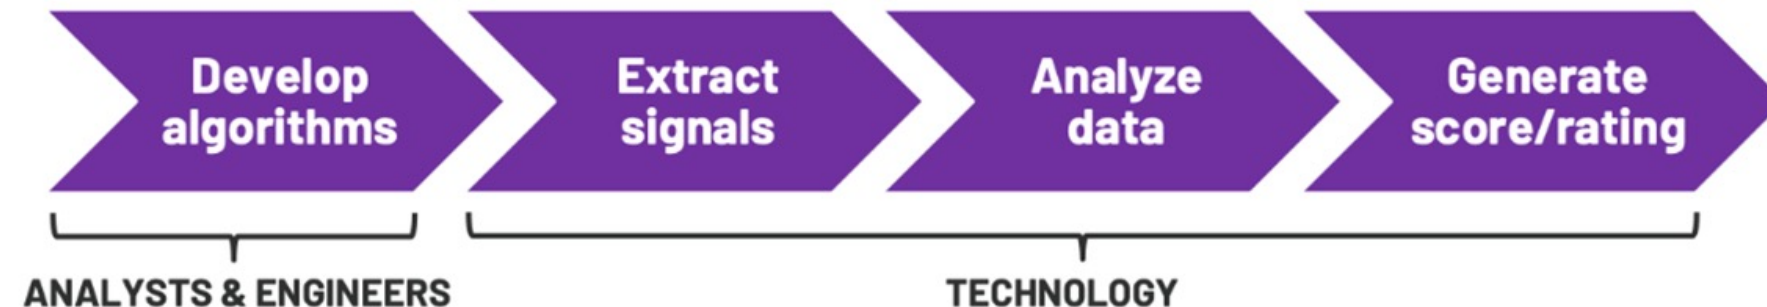 Develop
algorithms
Extract
signals
Analyze
data
Generate
score/rating
ANALYSTS & ENGINEERS
TECHNOLOGY